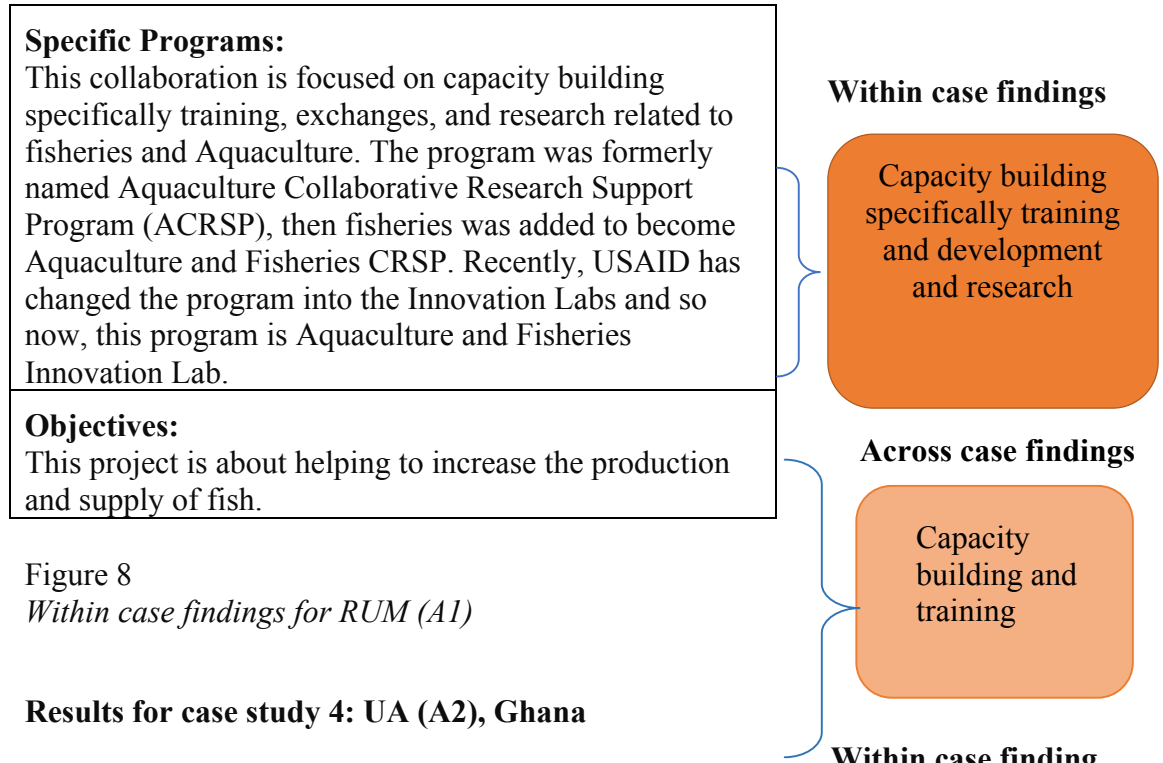 Specific Programs:
This collaboration is focused on capacity building
specifically training, exchanges, and research related to
fisheries and Aquaculture. The program was formerly
named Aquaculture Collaborative Research Support
Program (ACRSP), then fisheries was added to become
Aquaculture and Fisheries CRSP. Recently, USAID has
changed the program into the Innovation Labs and so
now, this program is Aquaculture and Fisheries
Innovation Lab.
Within case findings
Capacity building
specifically training
and development
and research
Objectives:
This project is about helping to increase the production
and supply of fish.
Across case findings
Capacity
building and
training
Figure 8
Within case findings for RUM (A1)
Results for case study 4: UA (A2), Ghana
Within case finding